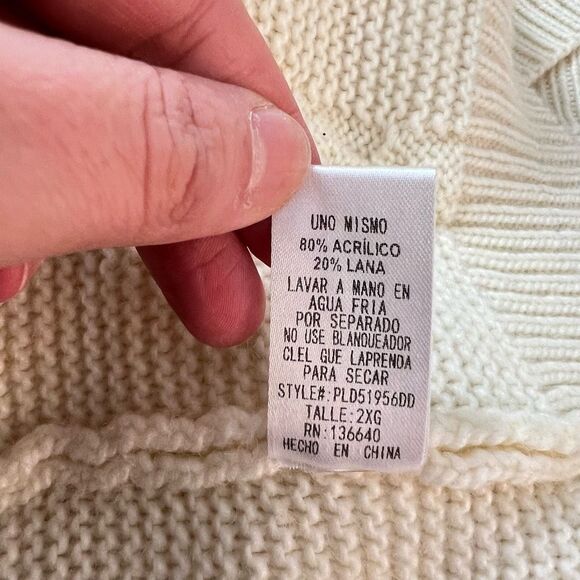 UNO MISMO
80% ACRÍLICO
20% LANA
LAVAR A MANO EN
AGUA FRIA
POR SEPARADO
NO USE BLANQUEADOR
CLEL QUE LAPRENDA
PARA SECAR
STYLE#:PLD51956DD
TALLE:2XG
RN:136640
HECHO EN CHINA